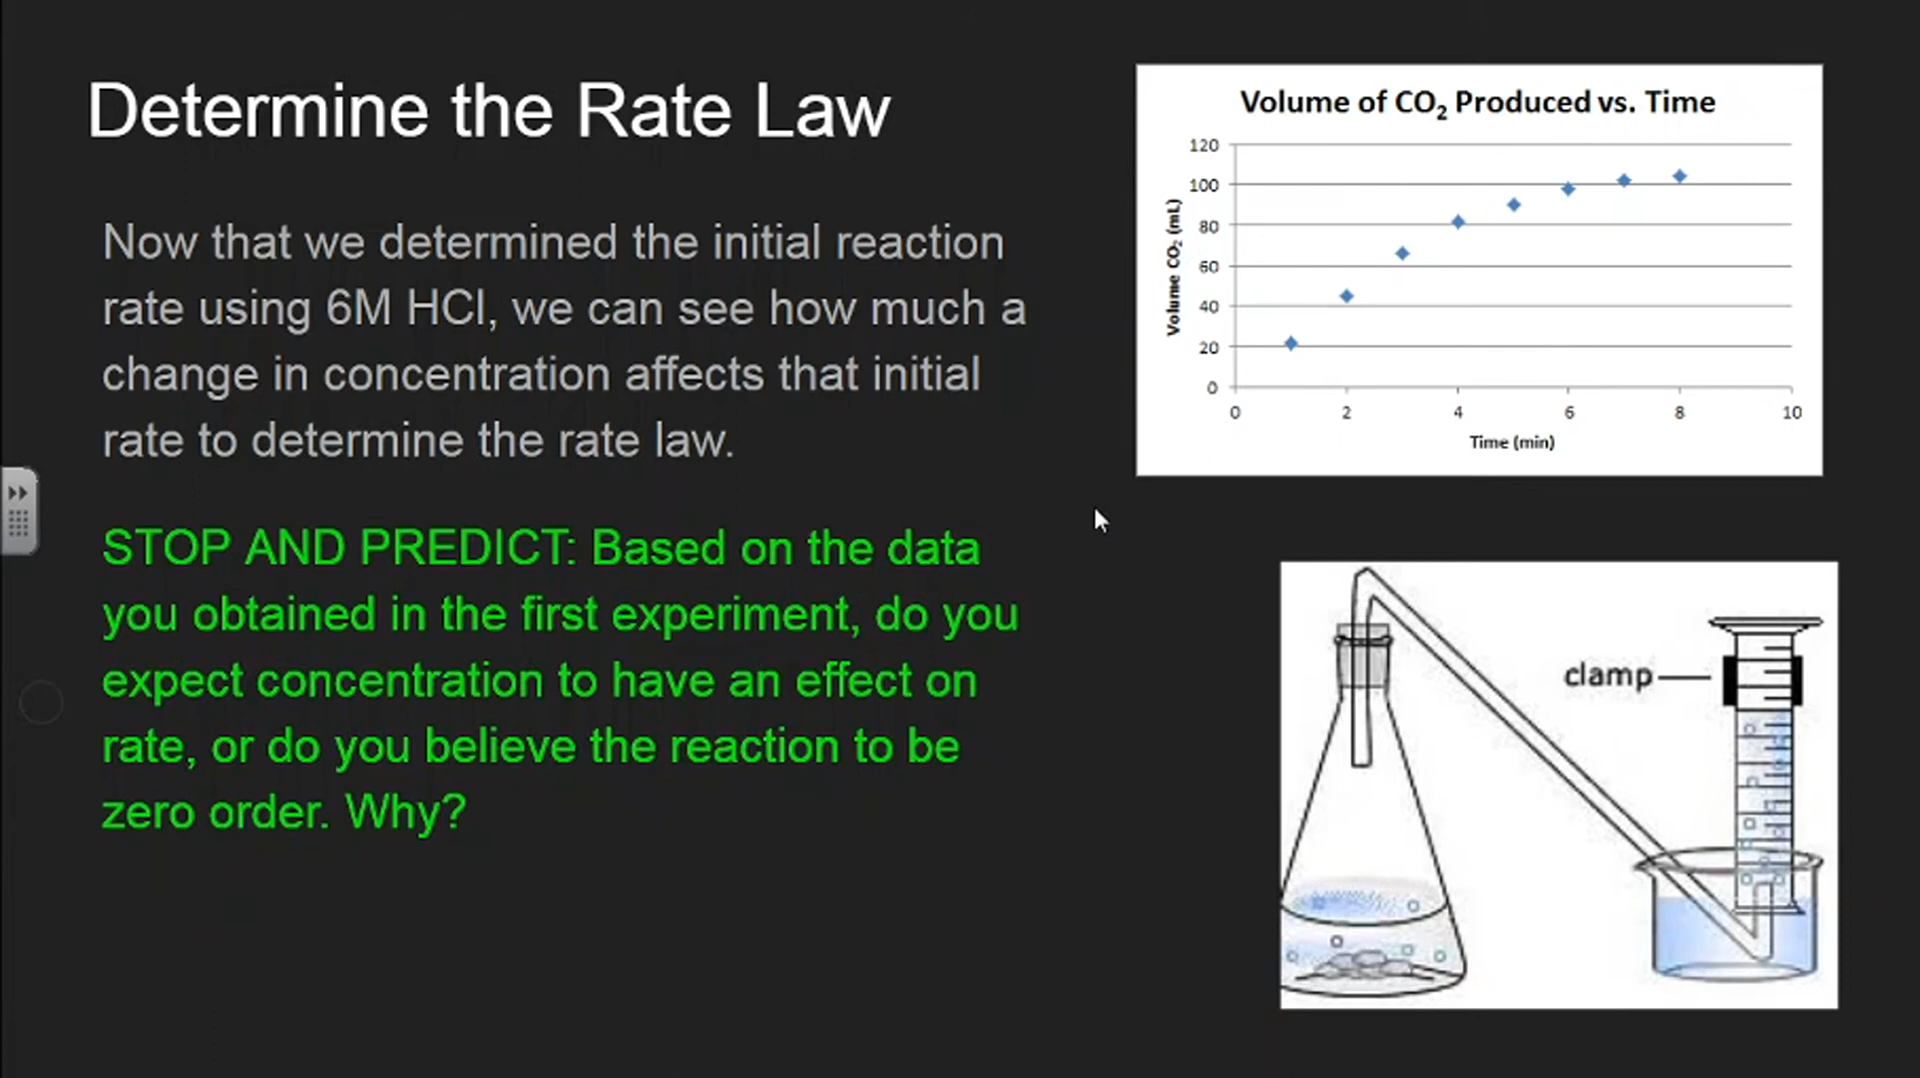 Determine the Rate Law
Now that we determined the initial reaction
rate using 6M HCl, we can see how much a
change in concentration affects that initial
rate to determine the rate law.
STOP AND PREDICT: Based on the data
you obtained in the first experiment, do you
expect concentration to have an effect on
rate, or do you believe the reaction to be
zero order. Why?
Volume of CO₂ Produced vs. Time
Volume CO₂ (mL)
120
100
80
60
40
20
0
0 2 4 6 8 10
Time (min)
clamp